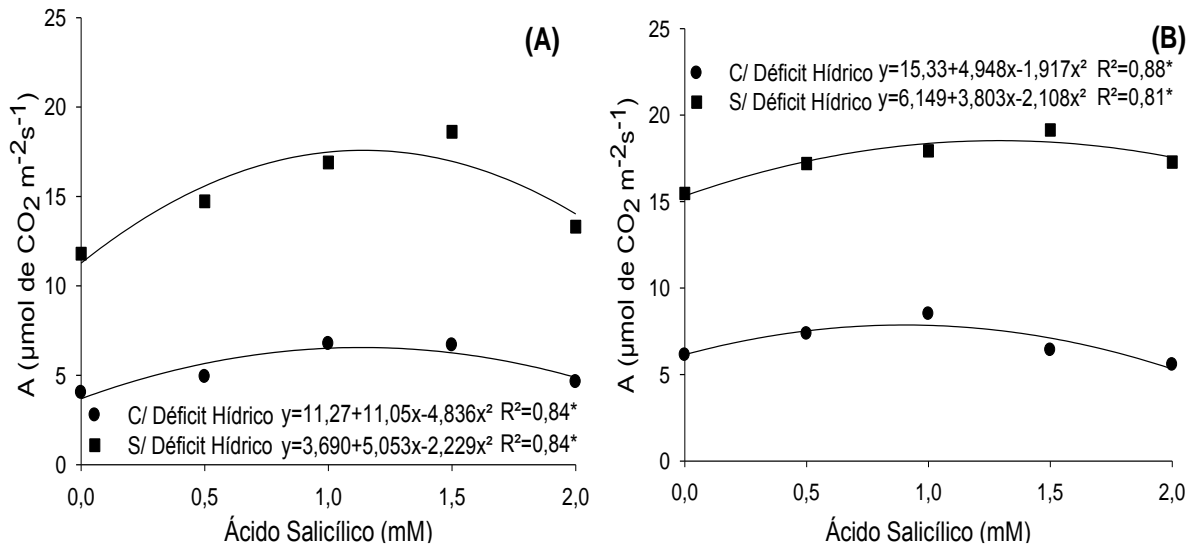 (A)
25
20
15
10
5
0
A (µmol de CO2 m-2s-1)
C/ Déficit Hídrico y=11,27+11,05x-4,836x² R²=0,84*
S/ Déficit Hídrico y=3,690+5,053x-2,229x² R²=0,84*
0,0 0,5 1,0 1,5 2,0
Ácido Salicílico (mM)
(B)
25
20
15
10
5
0
A (µmol de CO2 m-2s-1)
C/ Déficit Hídrico y=15,33+4,948x-1,917x² R²=0,88*
S/ Déficit Hídrico y=6,149+3,803x-2,108x² R²=0,81*
0,0 0,5 1,0 1,5 2,0
Ácido Salicílico (mM)